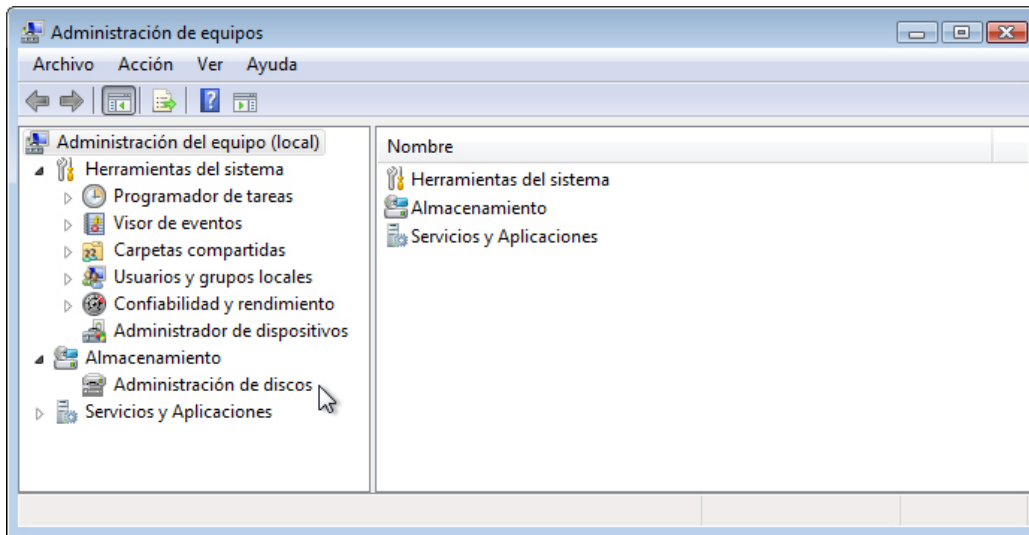 Administración de equipos
Archivo Acción Ver Ayuda
Administración del equipo (local)
Herramientas del sistema
Programador de tareas
Visor de eventos
Carpetas compartidas
Usuarios y grupos locales
Confiabilidad y rendimiento
Administrador de dispositivos
Almacenamiento
Administración de discos
Servicios y Aplicaciones
Nombre
Herramientas del sistema
Almacenamiento
Servicios y Aplicaciones